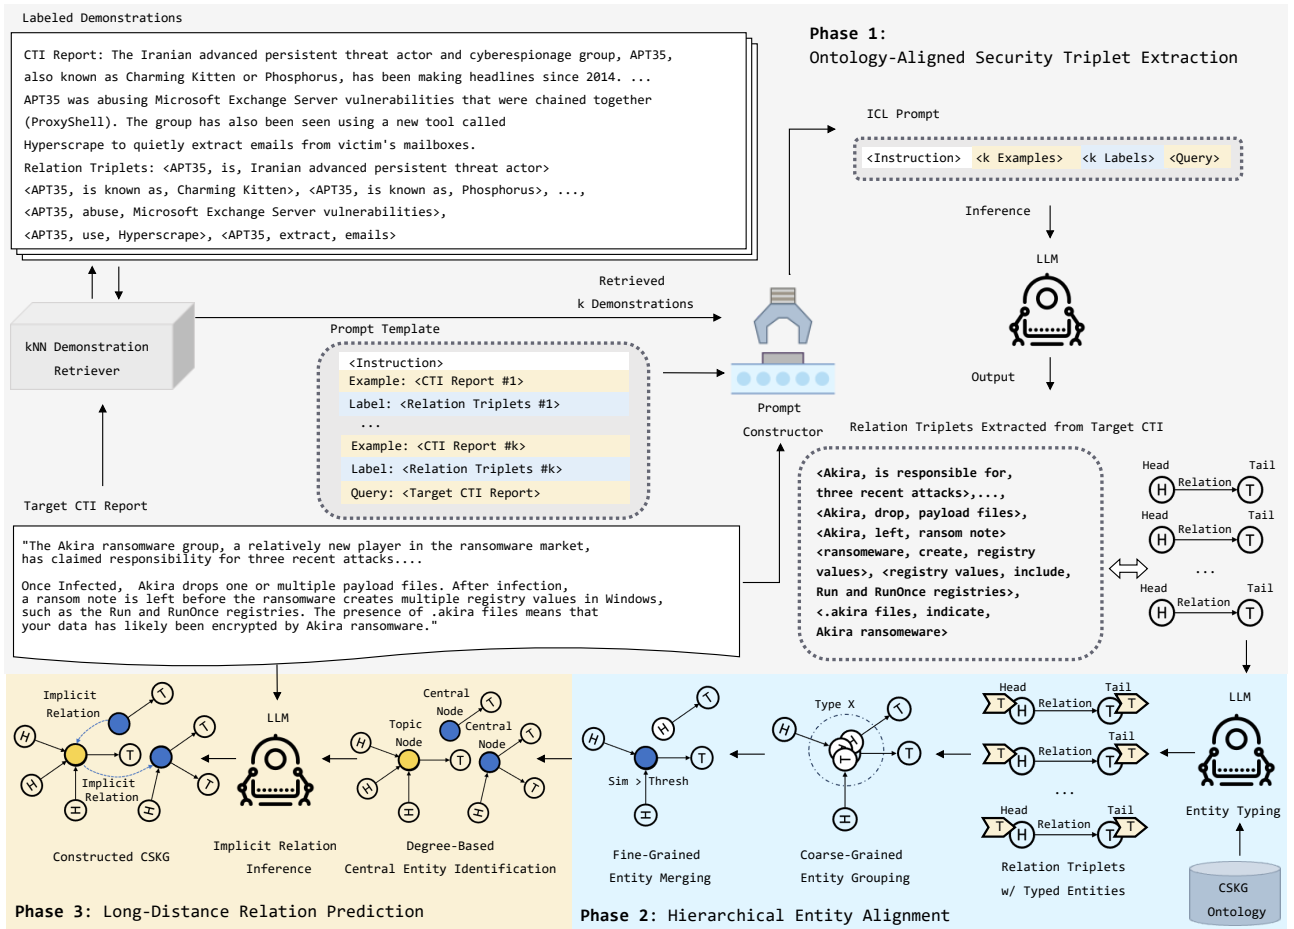 Labeled Demonstrations
CTI Report: The Iranian advanced persistent threat actor and cyberespionage group, APT35,
also known as Charming Kitten or Phosphorus, has been making headlines since 2014. ...
APT35 was abusing Microsoft Exchange Server vulnerabilities that were chained together
(ProxyShell). The group has also been seen using a new tool called
Hyperscrape to quietly extract emails from victim's mailboxes.
Relation Triplets: <APT35, is, Iranian advanced persistent threat actor>
<APT35, is known as, Charming Kitten>, <APT35, is known as, Phosphorus>, ...,
<APT35, abuse, Microsoft Exchange Server vulnerabilities>,
<APT35, use, Hyperscrape>, <APT35, extract, emails>
Phase 1:
Ontology-Aligned Security Triplet Extraction
ICL Prompt
<Instruction> <k Examples> <k Labels> <Query>
Inference
LLM
Output
Retrieved
k Demonstrations
kNN Demonstration
Retriever
Prompt Template
<Instruction>
Example: <CTI Report #1>
Label: <Relation Triplets #1>
...
Example: <CTI Report #k>
Label: <Relation Triplets #k>
Query: <Target CTI Report>
Prompt
Constructor
Target CTI Report
"The Akira ransomware group, a relatively new player in the ransomware market,
has claimed responsibility for three recent attacks....
Once Infected,  Akira drops one or multiple payload files. After infection,
a ransom note is left before the ransomware creates multiple registry values in Windows,
such as the Run and RunOnce registries. The presence of .akira files means that
your data has likely been encrypted by Akira ransomware."
Relation Triplets Extracted from Target CTI
<Akira, is responsible for,
three recent attacks>,...,
<Akira, drop, payload files>,
<Akira, left, ransom note>
<ransomeware, create, registry
values>, <registry values, include,
Run and RunOnce registries>,
<.akira files, indicate,
Akira ransomeware>
Head Tail
H Relation T
Head Tail
H Relation T
...
Head Tail
H Relation T
LLM
Entity Typing
CSKG
Ontology
Head Tail
T H Relation T T
T H Relation T T
...
Head Tail
T H Relation T T
Relation Triplets
w/ Typed Entities
Type X
H T H T T T H
Coarse-Grained
Entity Grouping
T
H H
T
Sim > Thresh
H
Fine-Grained
Entity Merging
Phase 2: Hierarchical Entity Alignment
Central
Node
T
Topic
Node
Central
Node
T
H T
H T
H H
Degree-Based
Central Entity Identification
LLM
Implicit Relation
Inference
Implicit
Relation
T
H T T
Implicit
Relation
H T
H H
Constructed CSKG
Phase 3: Long-Distance Relation Prediction